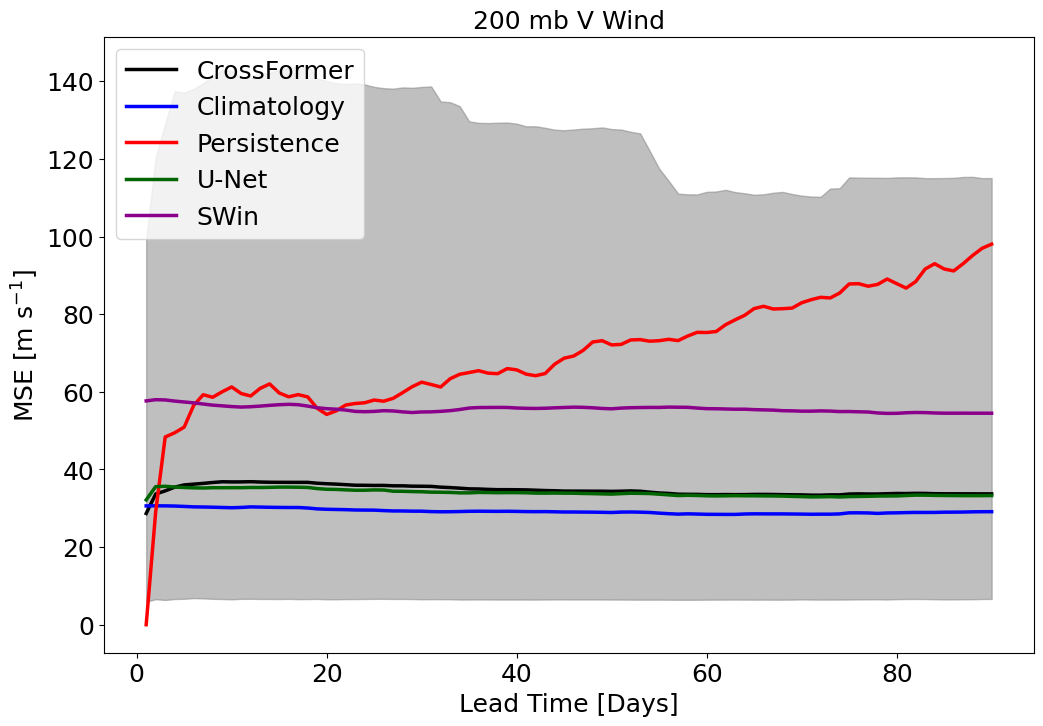 200 mb V Wind
CrossFormer
Climatology
Persistence
U-Net
SWin
MSE [m s⁻¹]
140
120
100
80
60
40
20
0
0 20 40 60 80
Lead Time [Days]